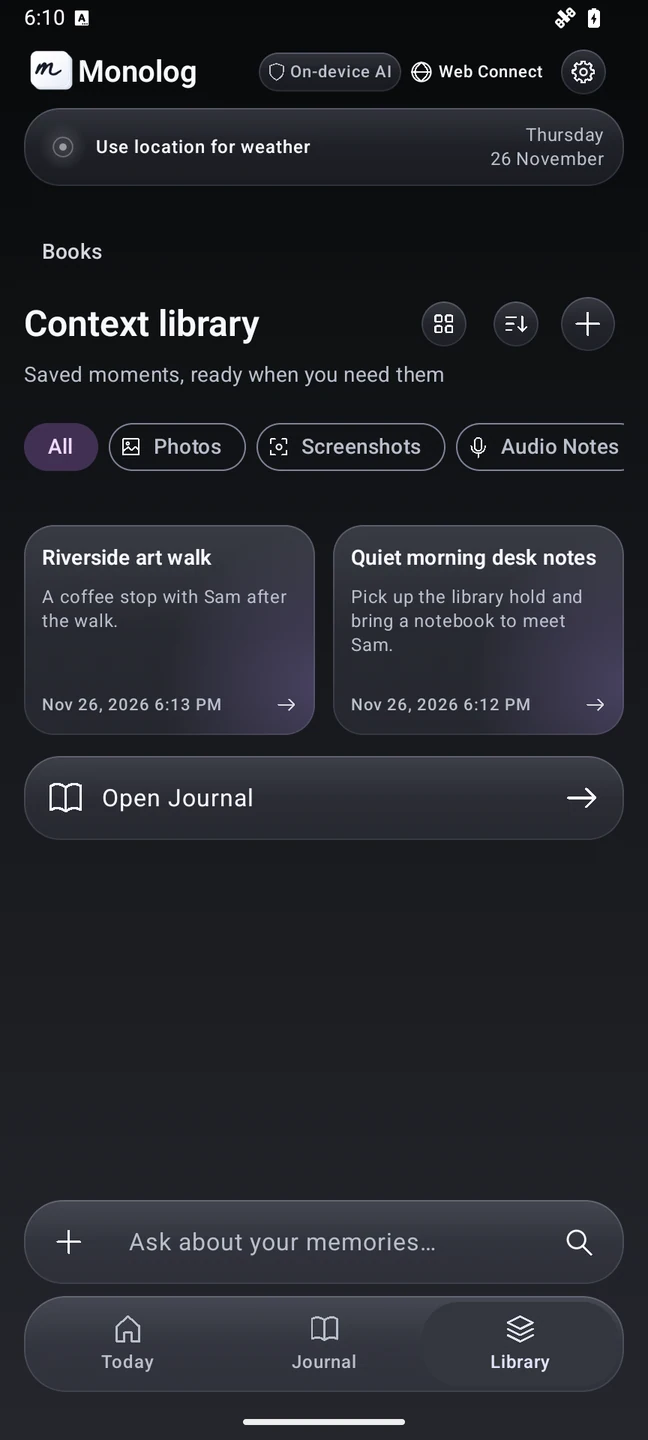 6:10
Monolog
On-device AI
Web Connect
Use location for weather
Thursday
26 November
Books
Context library
Saved moments, ready when you need them
All
Photos
Screenshots
Audio Notes
Riverside art walk
A coffee stop with Sam after
the walk.
Nov 26, 2026 6:13 PM
Quiet morning desk notes
Pick up the library hold and
bring a notebook to meet
Sam.
Nov 26, 2026 6:12 PM
Open Journal
Ask about your memories…
Today
Journal
Library